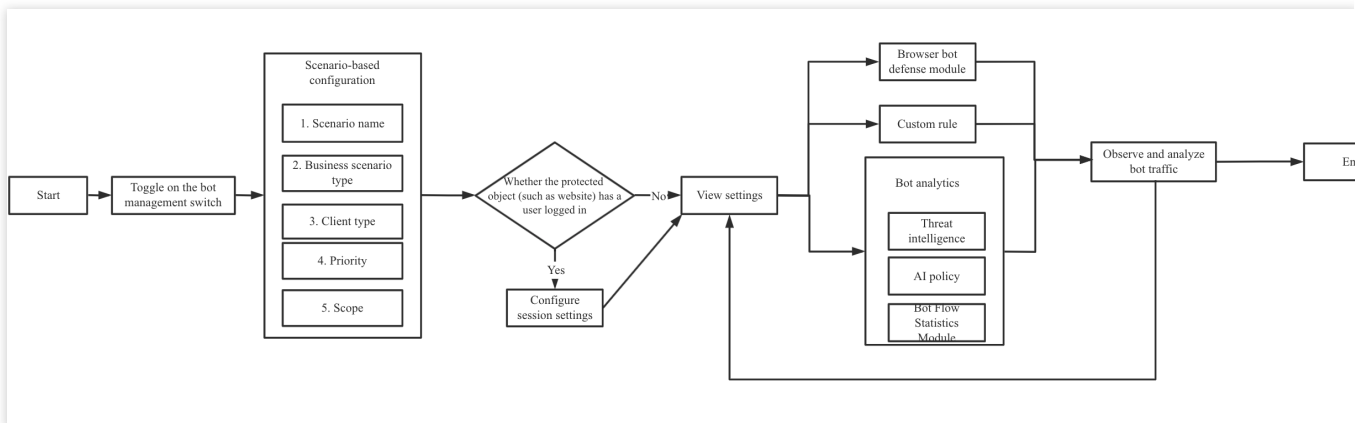 Start
Toggle on the bot
management switch
Scenario-based
configuration
1. Scenario name
2. Business scenario
type
3. Client type
4. Priority
5. Scope
Whether the protected
object (such as website) has a
user logged in
No
Yes
Configure
session settings
View settings
Browser bot
defense module
Custom rule
Bot analytics
Threat
intelligence
AI policy
Bot Flow
Statistics
Module
Observe and analyze
bot traffic
En